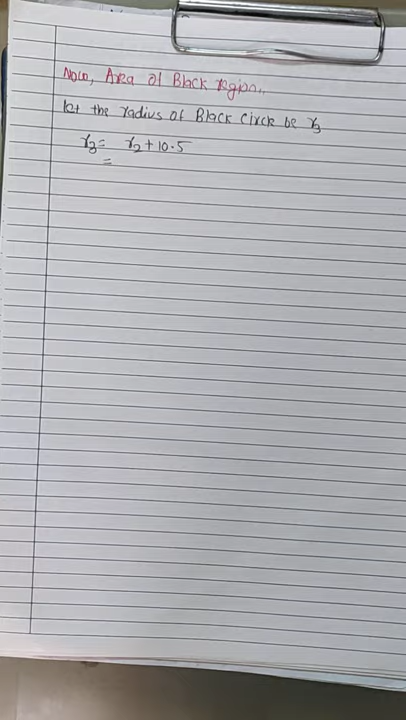 Now, Area of Black region..
let the radius of Black Circle be r₃
r₃ = r₂ + 10.5
=